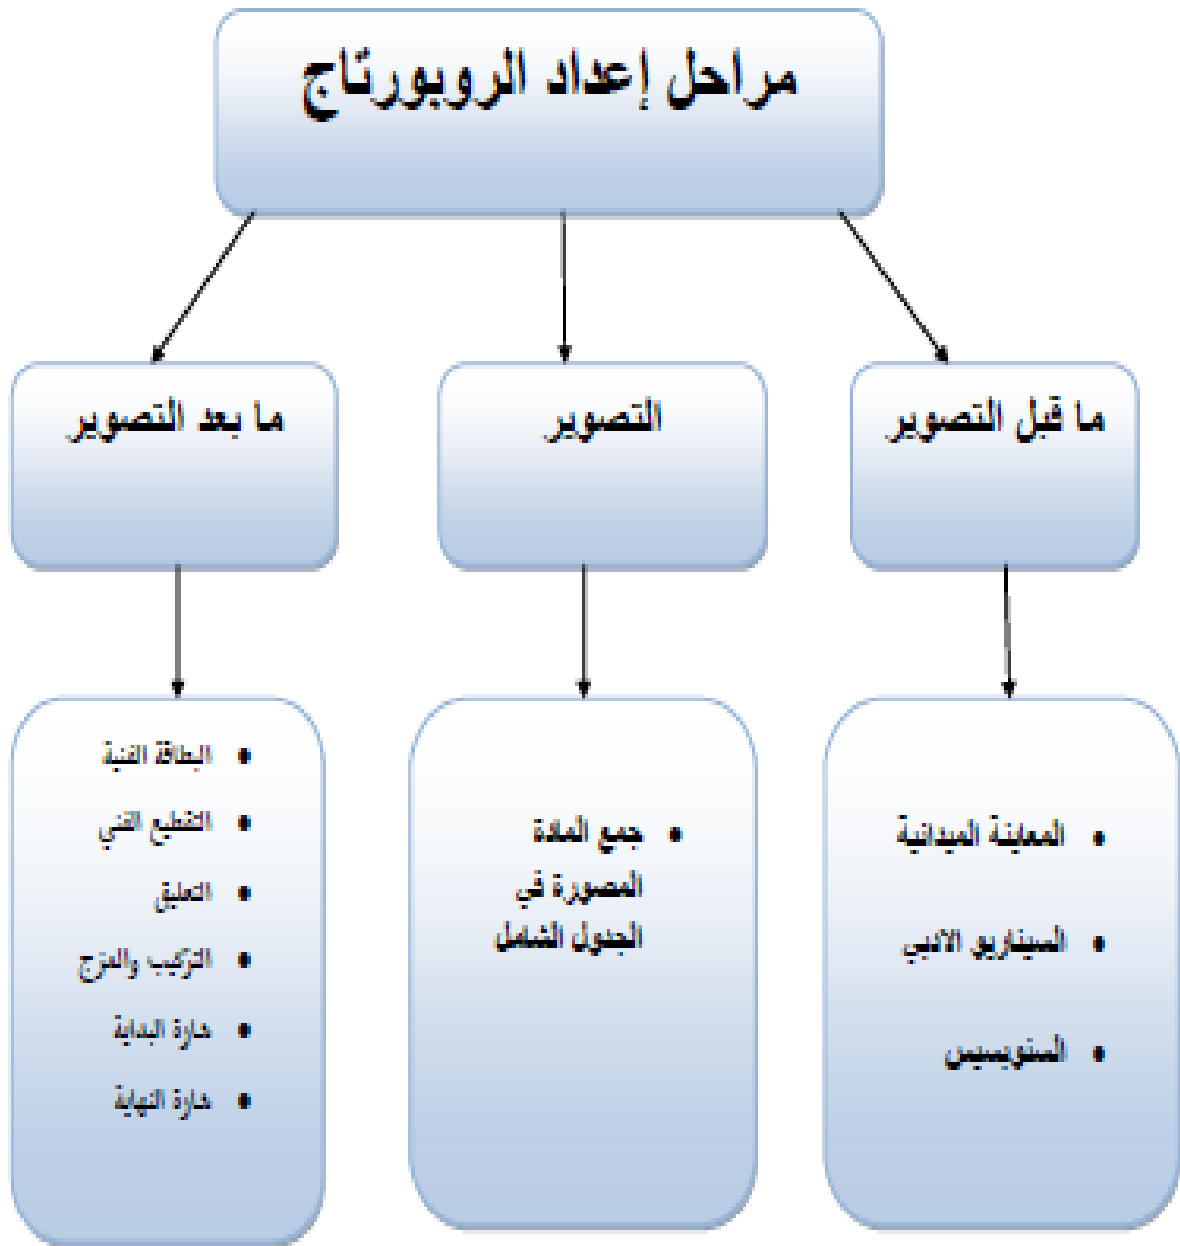 مراحل إعداد الروبورتاج
ما قبل التصوير
التصوير
ما بعد التصوير
• المعاينة الميدانية
• السيناريو الادبي
• السنوبسيس
• جمع المادة
المصورة في
الجدول الشامل
• البطاقة الفنية
• التقطيع الفني
• التعليق
• التركيب والمزج
• شارة البداية
• شارة النهاية